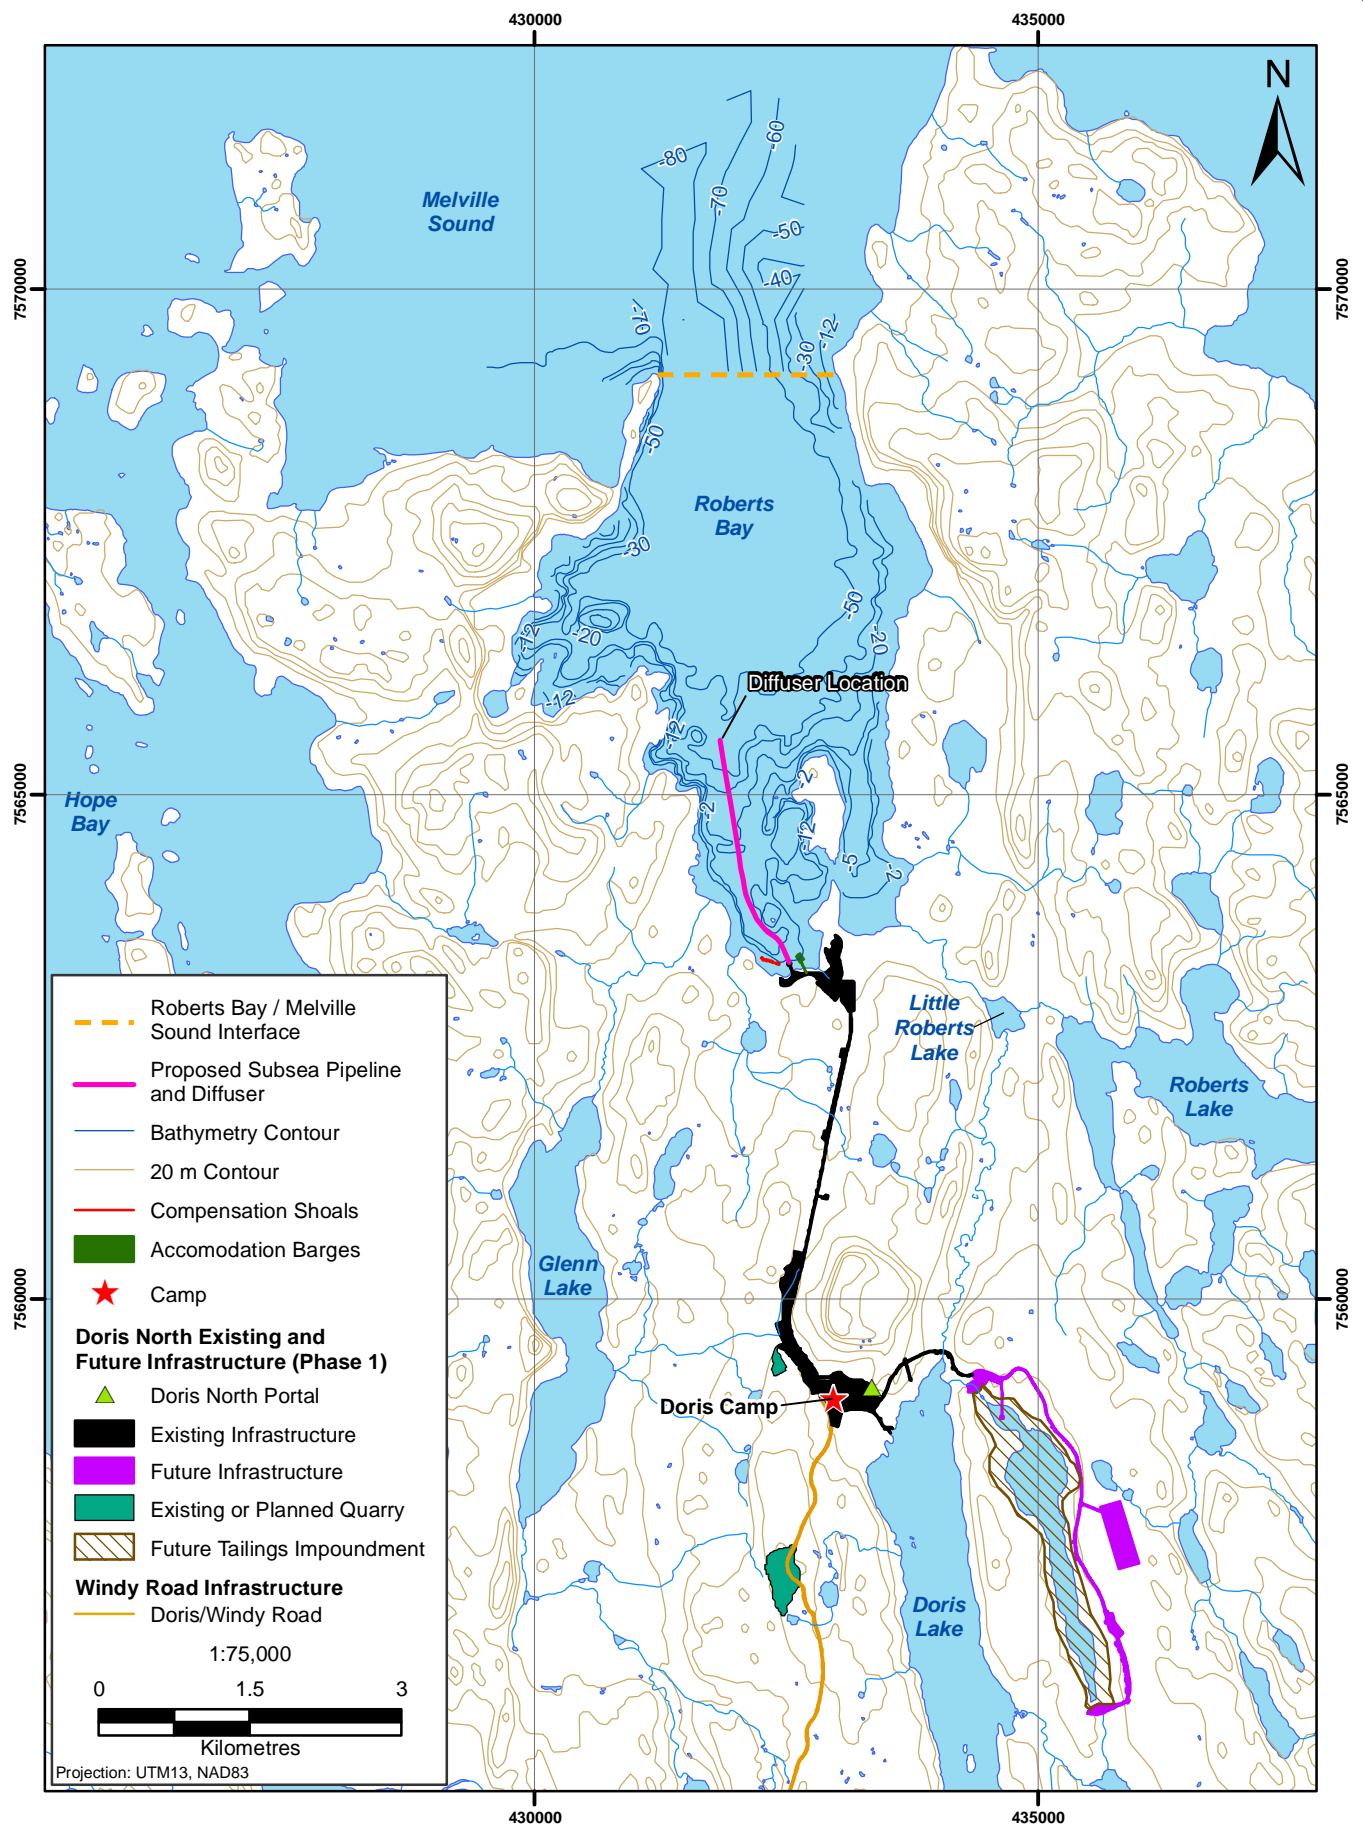 430000
435000
N
-60
-80
Melville
Sound
-70
-50
7570000
-40
7570000
-70
-12
-30
-50
Roberts
Bay
-30
-50
-12
-20
-20
Diffuser Location
-12
-12
-2
Hope
Bay
7565000
-2
7565000
-12
-5
-2
Little
Roberts
Lake
Roberts
Lake
Glenn
Lake
7560000
7560000
Doris Camp
Doris
Lake
Roberts Bay / Melville
Sound Interface
Proposed Subsea Pipeline
and Diffuser
Bathymetry Contour
20 m Contour
Compensation Shoals
Accomodation Barges
Camp
Doris North Existing and
Future Infrastructure (Phase 1)
Doris North Portal
Existing Infrastructure
Future Infrastructure
Existing or Planned Quarry
Future Tailings Impoundment
Windy Road Infrastructure
Doris/Windy Road
1:75,000
0 1.5 3
Kilometres
Projection: UTM13, NAD83
430000
435000